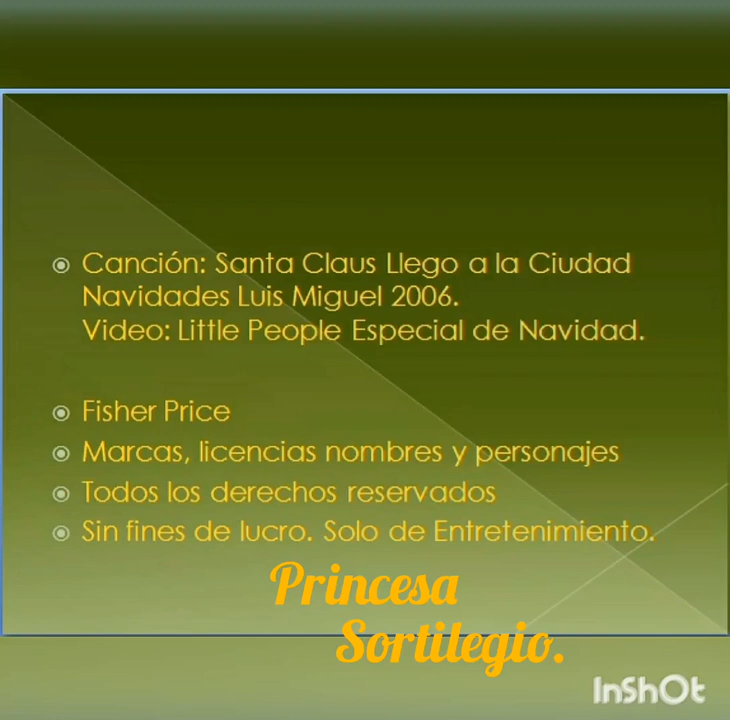 Canción: Santa Claus Llego a la Ciudad
Navidades Luis Miguel 2006.
Video: Little People Especial de Navidad.
Fisher Price
Marcas, licencias nombres y personajes
Todos los derechos reservados
Sin fines de lucro. Solo de Entretenimiento.
Princesa
Sortilegio.
InShOt